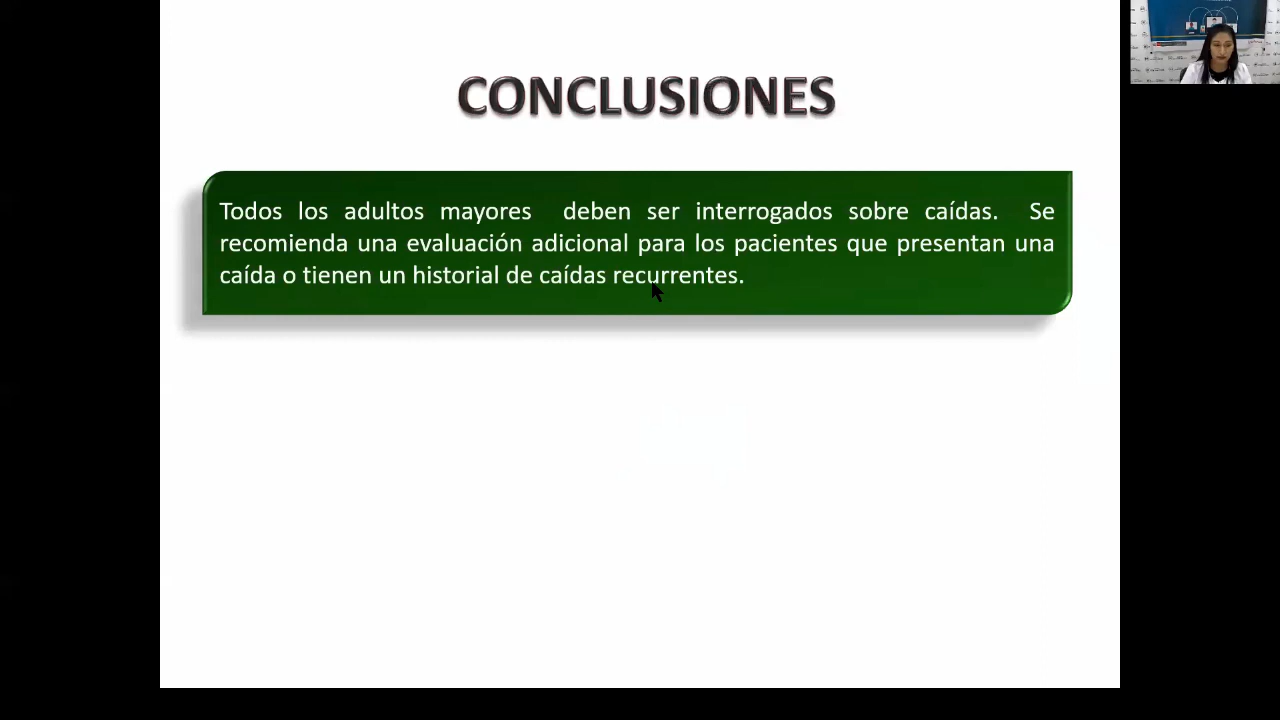 CONCLUSIONES
Todos los adultos mayores deben ser interrogados sobre caídas. Se
recomienda una evaluación adicional para los pacientes que presentan una
caída o tienen un historial de caídas recurrentes.